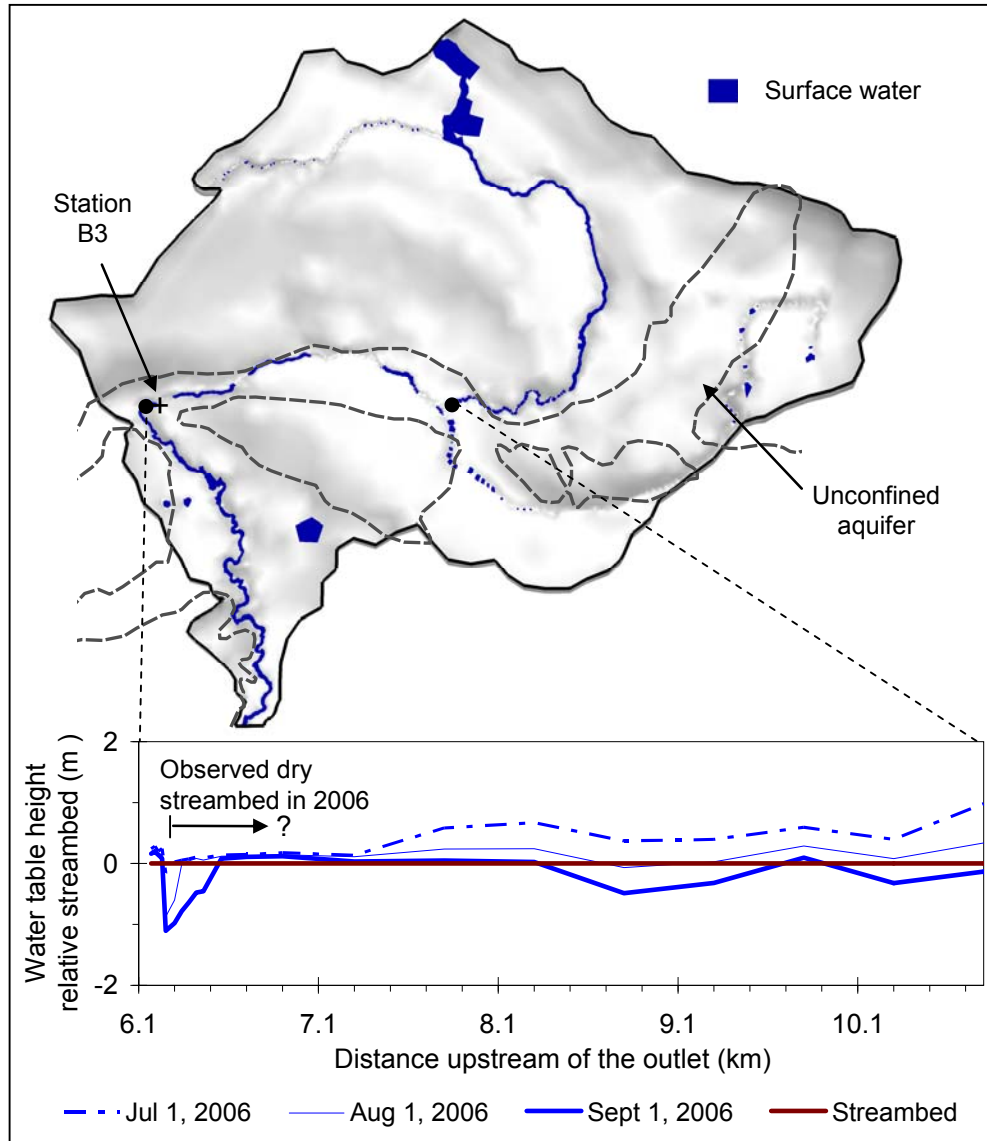 Surface water
Station
B3
Unconfined
aquifer
Water table height
relative streambed (m)
2
0
-2
Observed dry
streambed in 2006
?
6.1
7.1
8.1
9.1
10.1
Distance upstream of the outlet (km)
Jul 1, 2006
Aug 1, 2006
Sept 1, 2006
Streambed